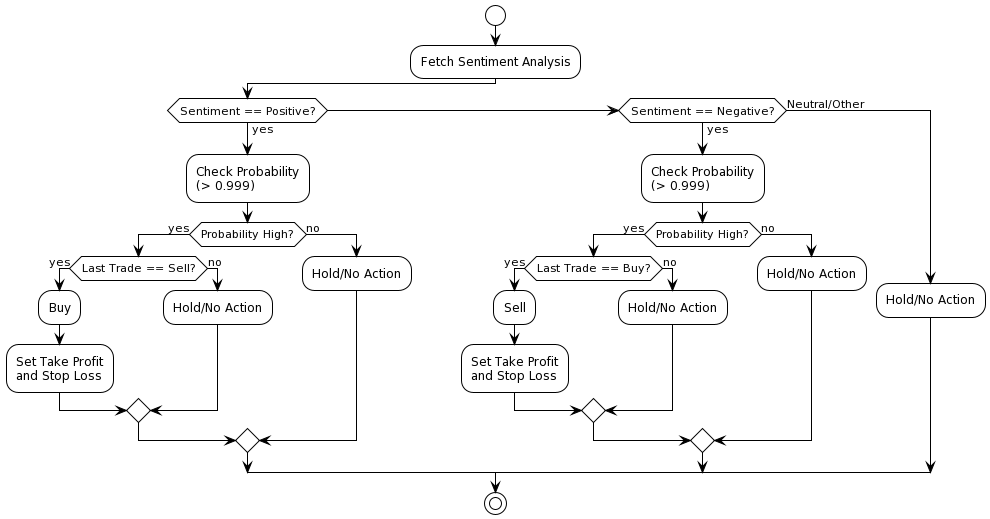 Fetch Sentiment Analysis
Sentiment == Positive?
yes
Check Probability
(> 0.999)
Probability High?
yes
no
Last Trade == Sell?
yes
no
Buy
Set Take Profit
and Stop Loss
Hold/No Action
Hold/No Action
Sentiment == Negative?
yes
Check Probability
(> 0.999)
Probability High?
yes
no
Last Trade == Buy?
yes
no
Sell
Set Take Profit
and Stop Loss
Hold/No Action
Hold/No Action
Neutral/Other
Hold/No Action